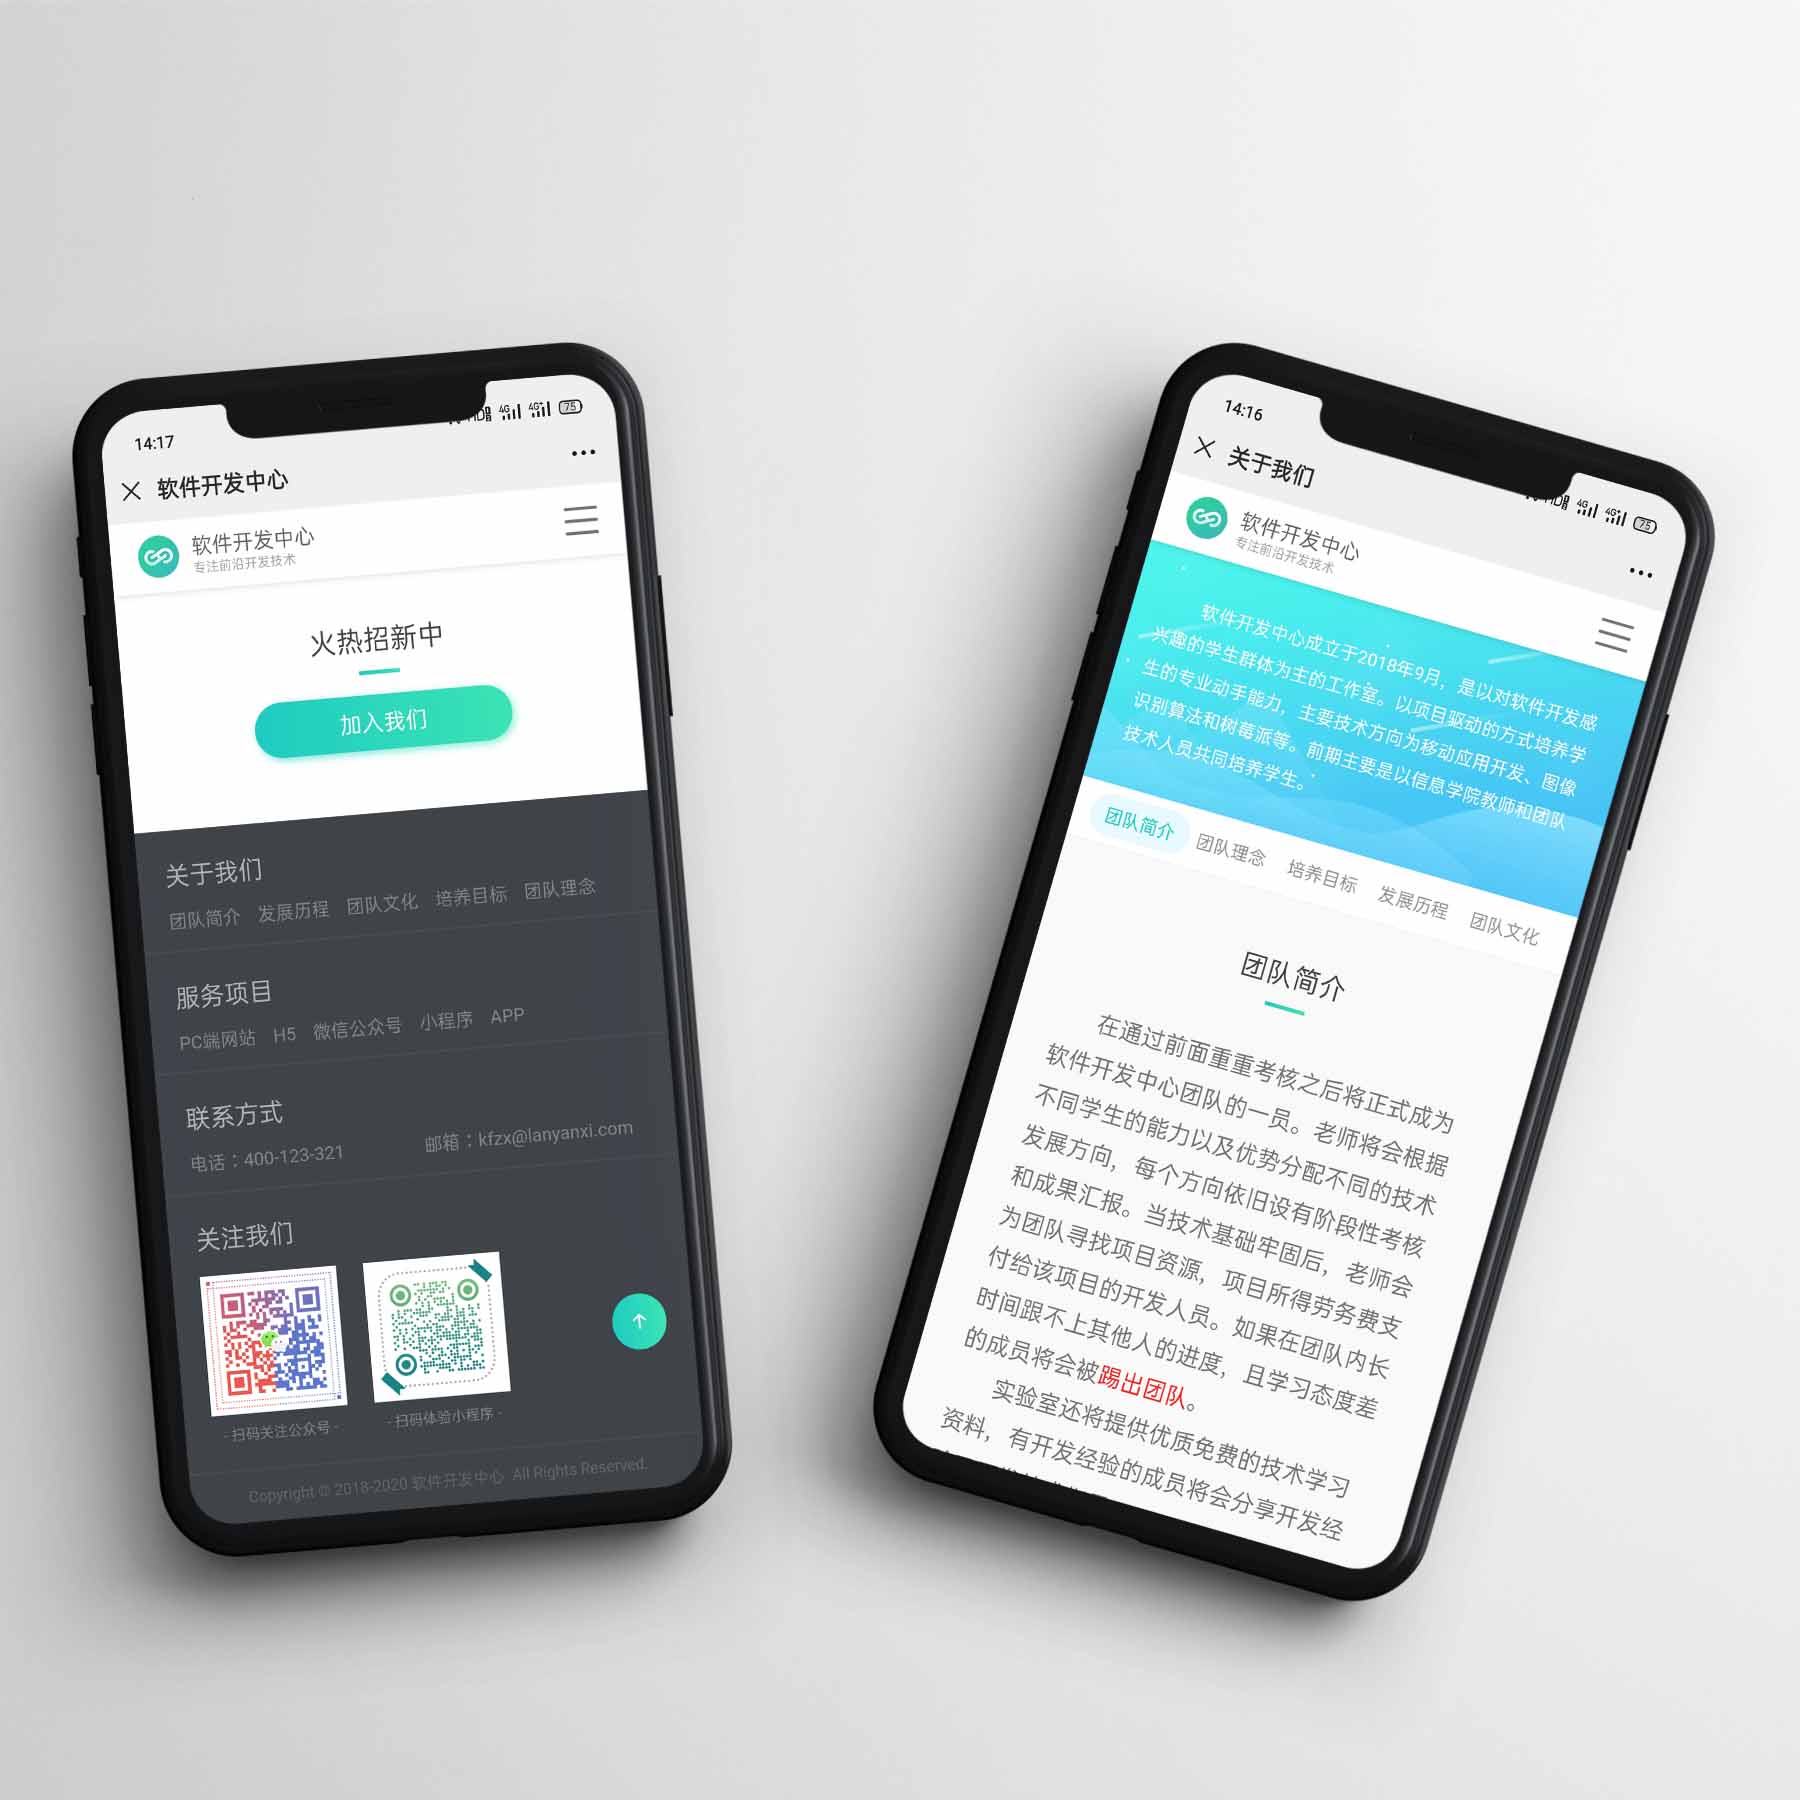 14:17
4G 4G+ 75
软件开发中心
软件开发中心
专注前沿开发技术
火热招新中
加入我们
关于我们
团队简介 发展历程 团队文化 培养目标 团队理念
服务项目
PC端网站 H5 微信公众号 小程序 APP
联系方式
电话：400-123-321 邮箱：kfzx@lanyanxi.com
关注我们
- 扫码关注公众号 - - 扫码体验小程序 -
Copyright © 2018-2020 软件开发中心 All Rights Reserved.
14:16
4G 4G+ 75
关于我们
软件开发中心
专注前沿开发技术
软件开发中心成立于2018年9月，是以对软件开发感
兴趣的学生群体为主的工作室。以项目驱动的方式培养学
生的专业动手能力，主要技术方向为移动应用开发、图像
识别算法和树莓派等。前期主要是以信息学院教师和团队
技术人员共同培养学生。
团队简介 团队理念 培养目标 发展历程 团队文化
团队简介
在通过前面重重考核之后将正式成为
软件开发中心团队的一员。老师将会根据
不同学生的能力以及优势分配不同的技术
发展方向，每个方向依旧设有阶段性考核
和成果汇报。当技术基础牢固后，老师会
为团队寻找项目资源，项目所得劳务费支
付给该项目的开发人员。如果在团队内长
时间跟不上其他人的进度，且学习态度差
的成员将会被踢出团队。
实验室还将提供优质免费的技术学习
资料，有开发经验的成员将会分享开发经